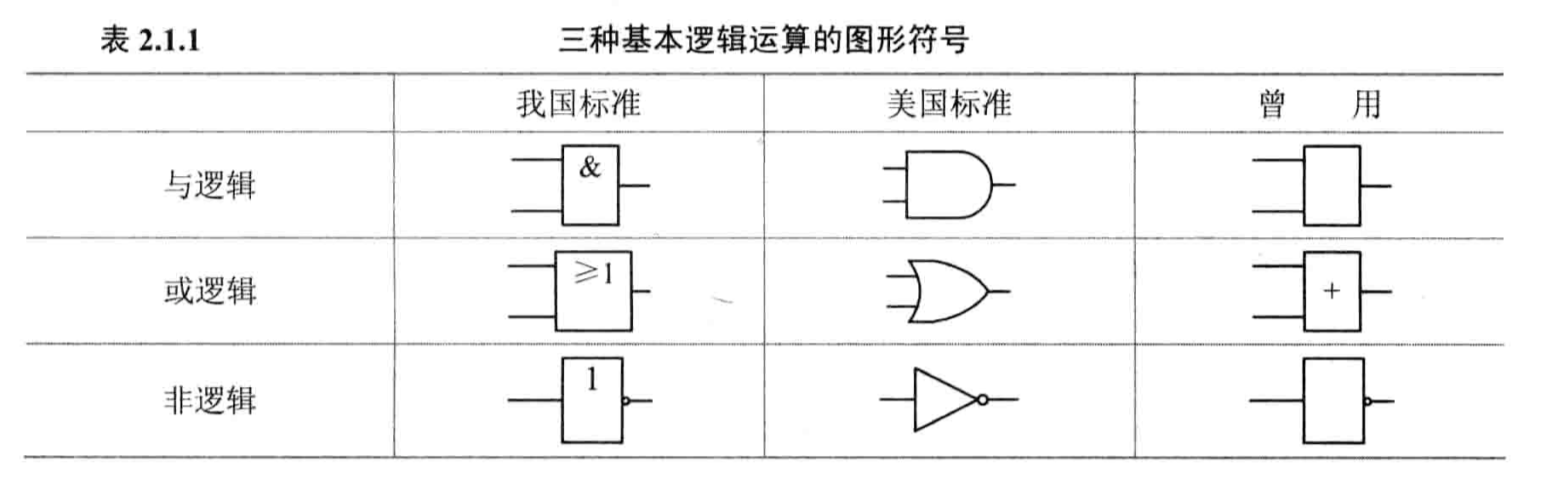 表 2.1.1 三种基本逻辑运算的图形符号
我国标准 美国标准 曾 用
与逻辑 &
或逻辑 ≥1 +
非逻辑 1